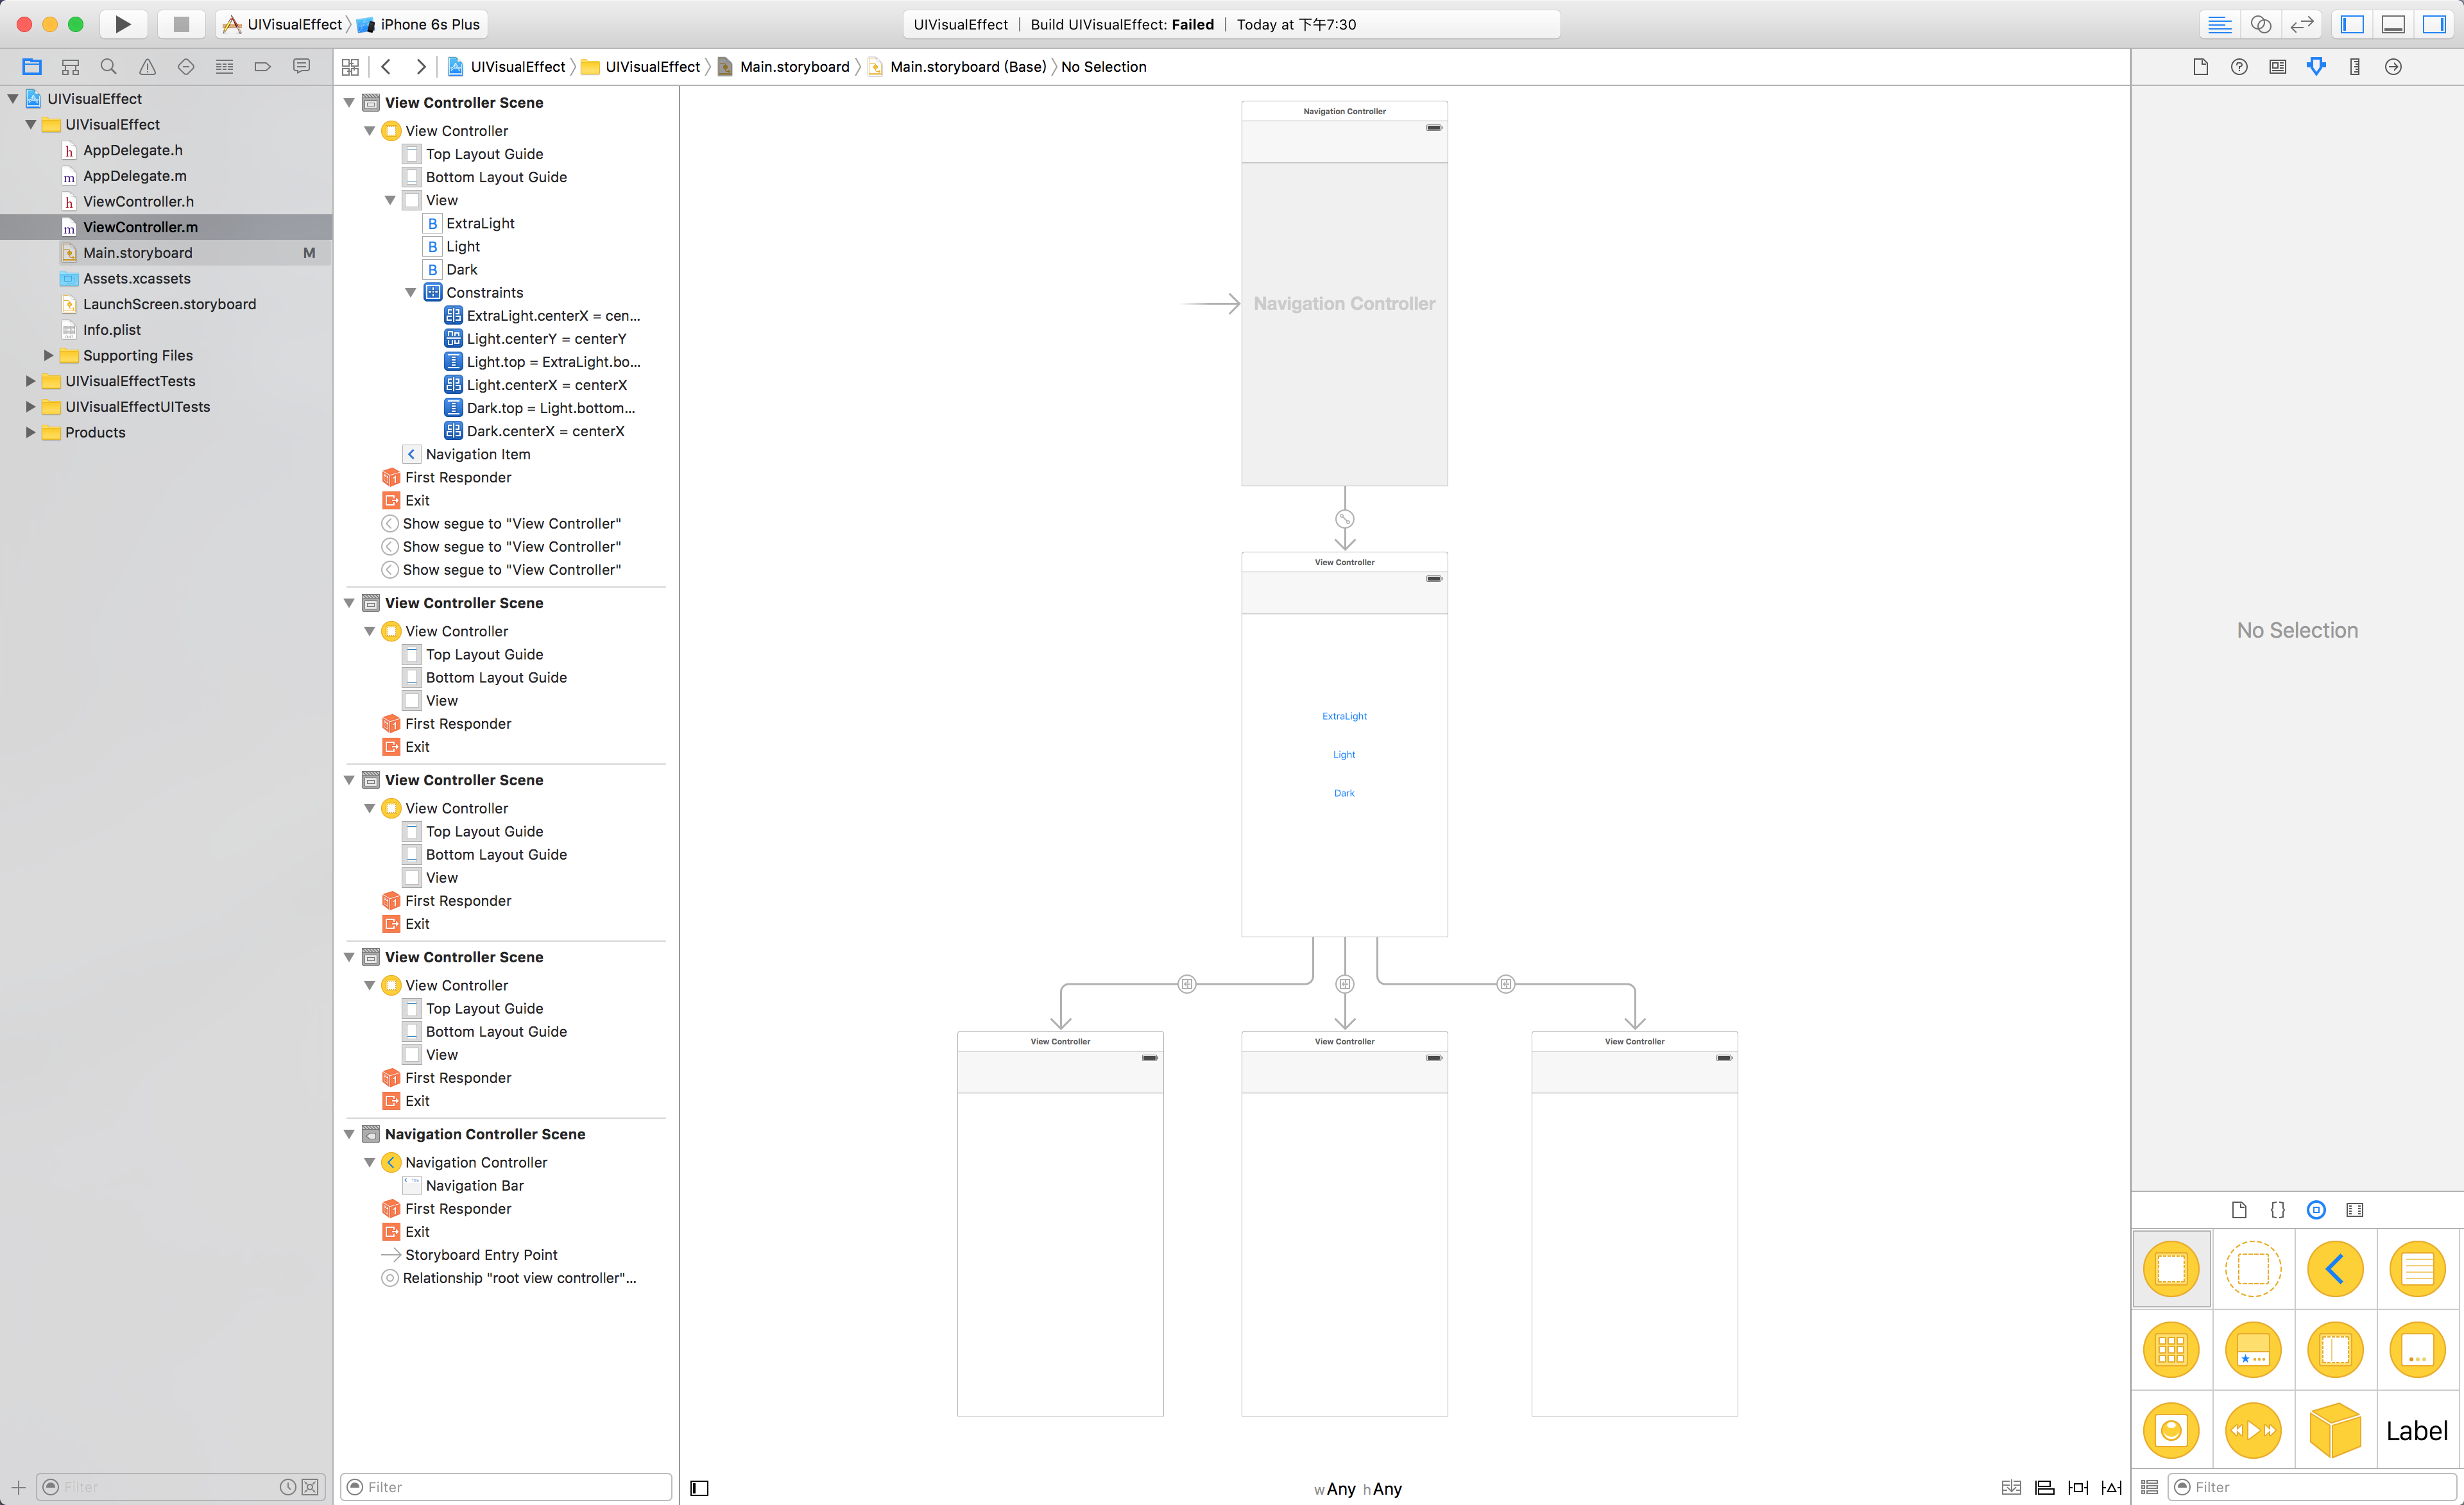 UIVisualEffect
iPhone 6s Plus
UIVisualEffect | Build UIVisualEffect: Failed | Today at 下午7:30
UIVisualEffect
UIVisualEffect
Main.storyboard
Main.storyboard (Base)
No Selection
UIVisualEffect
UIVisualEffect
h AppDelegate.h
m AppDelegate.m
h ViewController.h
m ViewController.m
Main.storyboard M
Assets.xcassets
LaunchScreen.storyboard
Info.plist
Supporting Files
UIVisualEffectTests
UIVisualEffectUITests
Products
Filter
View Controller Scene
View Controller
Top Layout Guide
Bottom Layout Guide
View
B ExtraLight
B Light
B Dark
Constraints
ExtraLight.centerX = cen...
Light.centerY = centerY
Light.top = ExtraLight.bo...
Light.centerX = centerX
Dark.top = Light.bottom...
Dark.centerX = centerX
Navigation Item
First Responder
Exit
Show segue to "View Controller"
Show segue to "View Controller"
Show segue to "View Controller"
View Controller Scene
View Controller
Top Layout Guide
Bottom Layout Guide
View
First Responder
Exit
View Controller Scene
View Controller
Top Layout Guide
Bottom Layout Guide
View
First Responder
Exit
View Controller Scene
View Controller
Top Layout Guide
Bottom Layout Guide
View
First Responder
Exit
Navigation Controller Scene
Navigation Controller
Navigation Bar
First Responder
Exit
Storyboard Entry Point
Relationship "root view controller"...
Filter
Navigation Controller
Navigation Controller
View Controller
ExtraLight
Light
Dark
View Controller
View Controller
View Controller
wAny hAny
No Selection
{}
Label
Filter